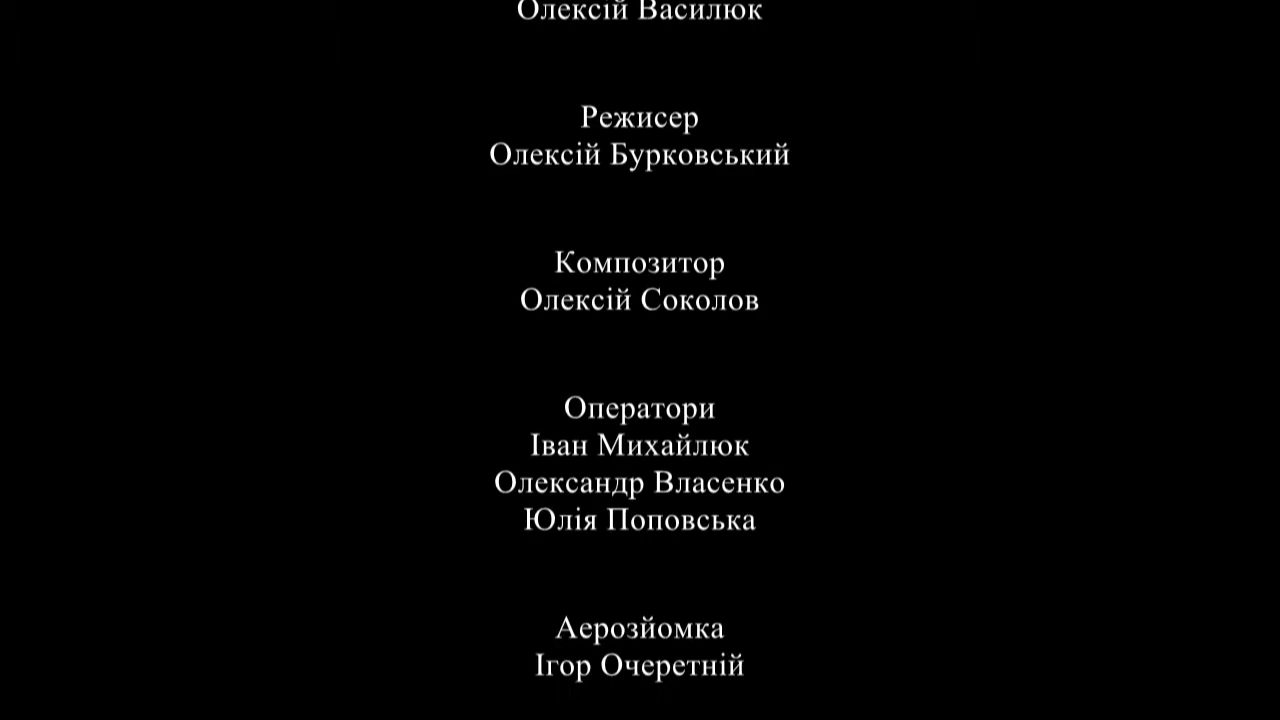 Олексій Василюк
Режисер
Олексій Бурковський
Композитор
Олексій Соколов
Оператори
Іван Михайлюк
Олександр Власенко
Юлія Поповська
Аерозйомка
Ігор Очеретній